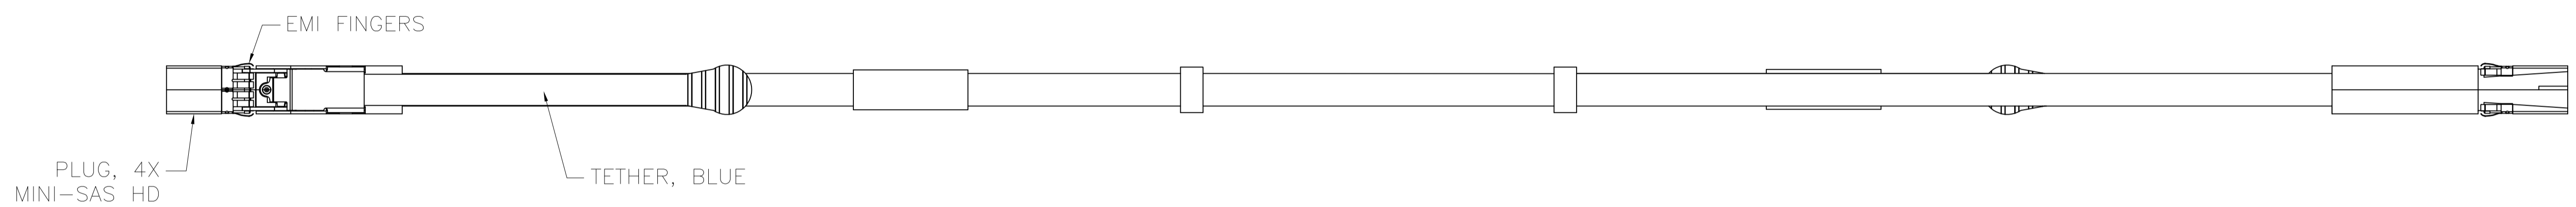 EMI FINGERS
PLUG, 4X
MINI-SAS HD
TETHER, BLUE